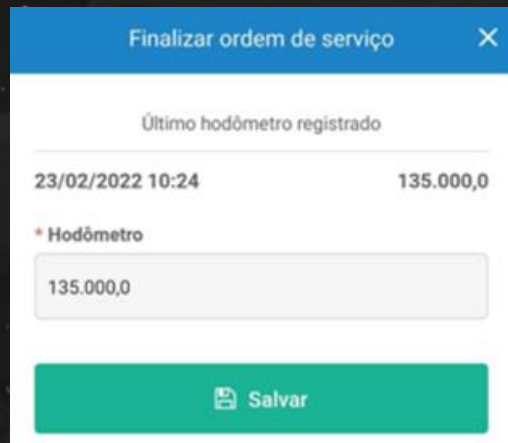 Finalizar ordem de serviço
Último hodômetro registrado
23/02/2022 10:24 135.000,0
* Hodômetro
135.000,0
Salvar